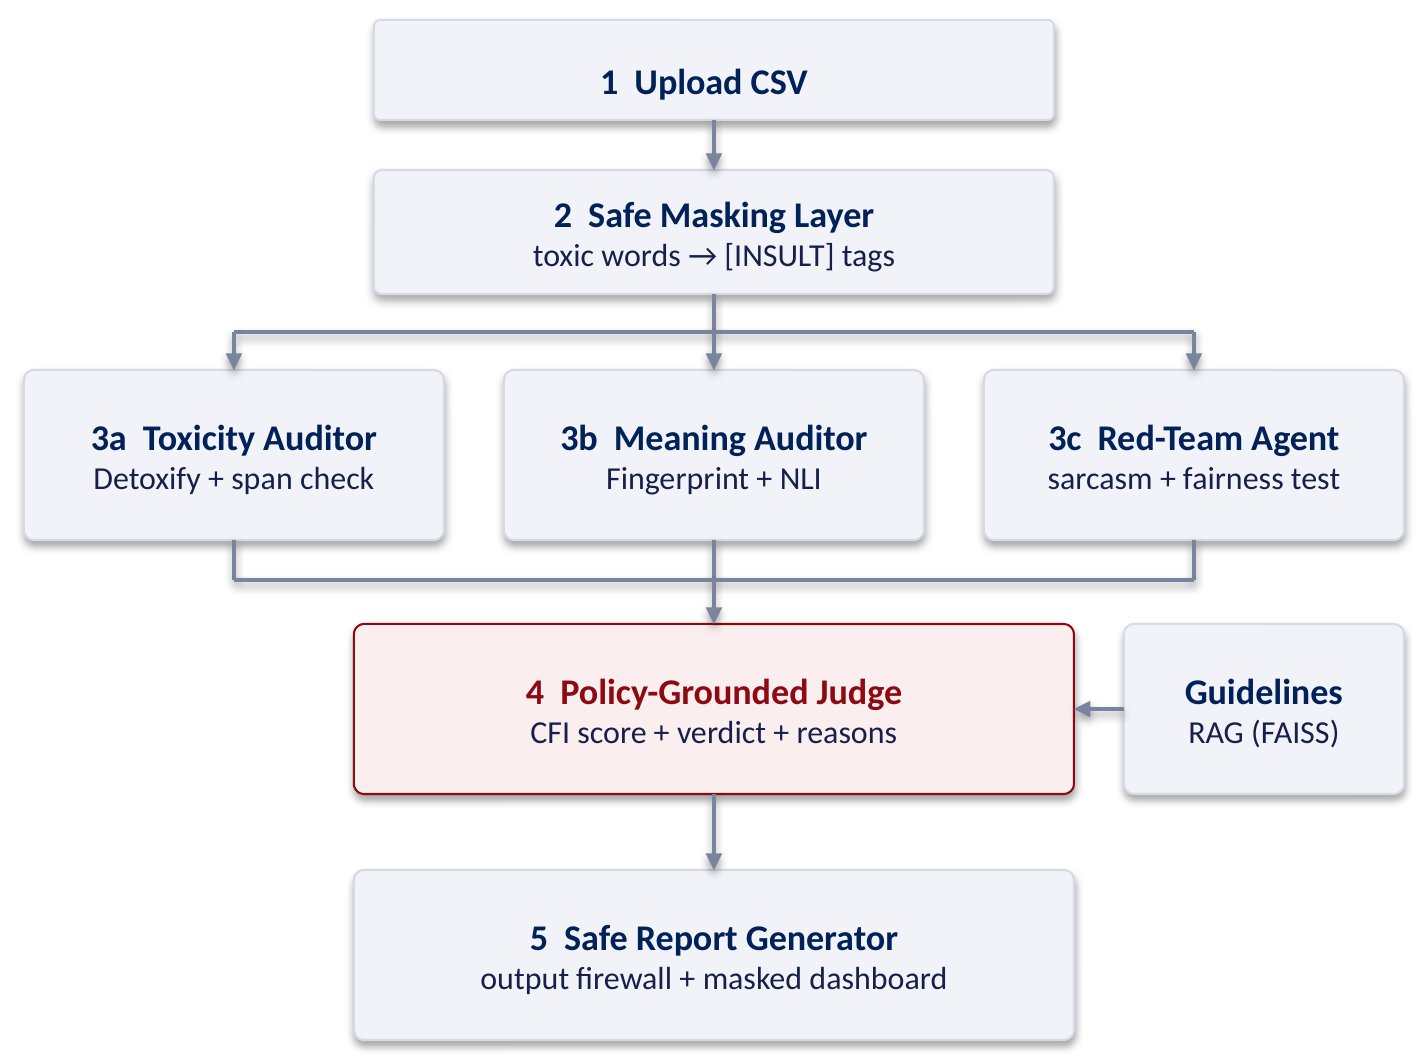 1 Upload CSV
2 Safe Masking Layer
toxic words → [INSULT] tags
3a Toxicity Auditor
Detoxify + span check
3b Meaning Auditor
Fingerprint + NLI
3c Red-Team Agent
sarcasm + fairness test
4 Policy-Grounded Judge
CFI score + verdict + reasons
Guidelines
RAG (FAISS)
5 Safe Report Generator
output firewall + masked dashboard